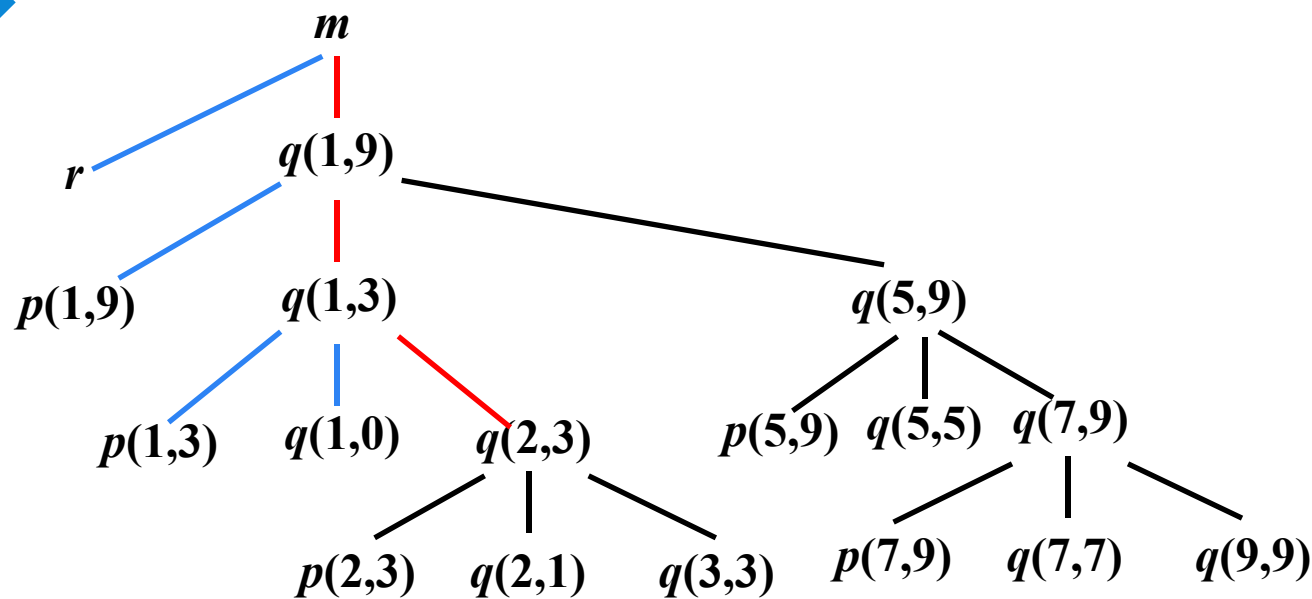 m
r
q(1,9)
p(1,9)
q(1,3)
q(5,9)
p(1,3)
q(1,0)
q(2,3)
p(5,9)
q(5,5)
q(7,9)
p(2,3)
q(2,1)
q(3,3)
p(7,9)
q(7,7)
q(9,9)